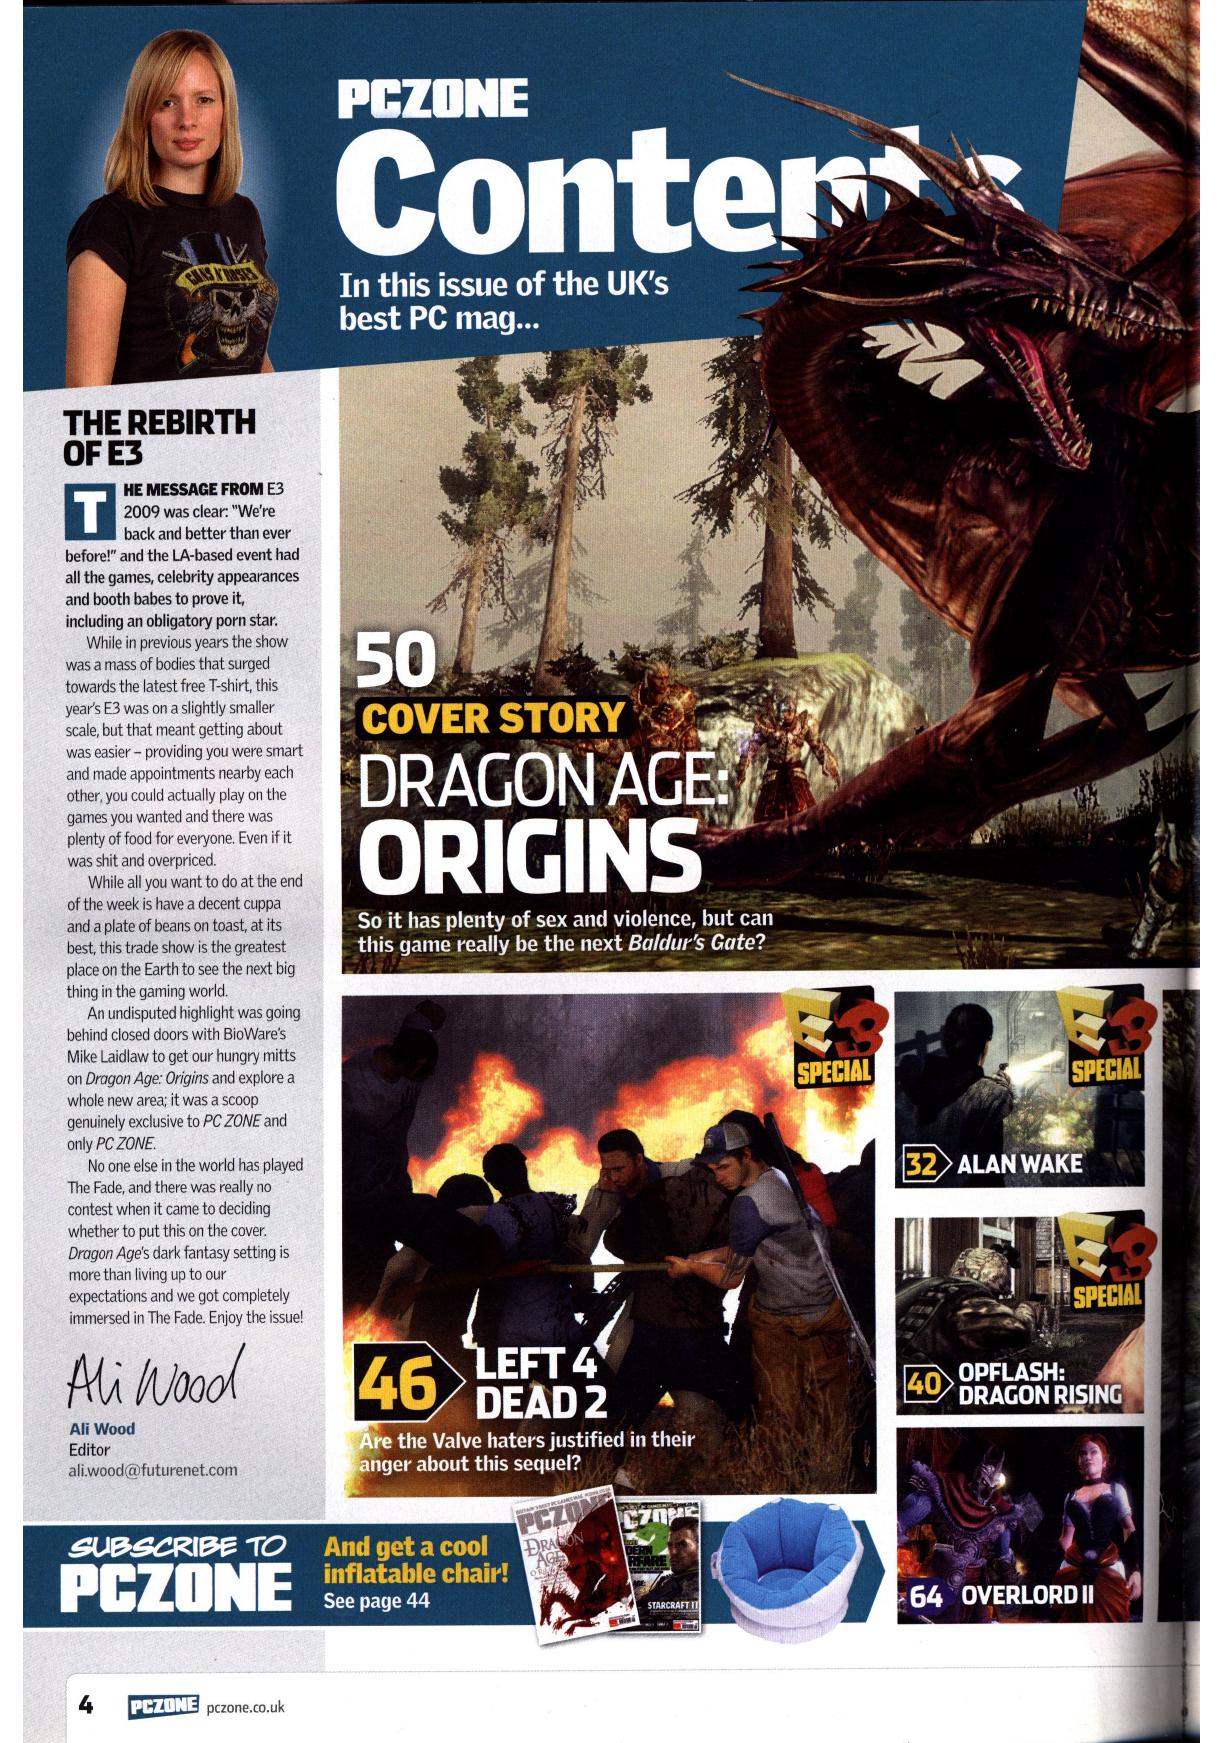 PCZONE
Contents
In this issue of the UK's
best PC mag...
GUNS N' ROSES
THE REBIRTH
OF E3
THE MESSAGE FROM E3
2009 was clear: "We're
back and better than ever
before!" and the LA-based event had
all the games, celebrity appearances
and booth babes to prove it,
including an obligatory porn star.
While in previous years the show
was a mass of bodies that surged
towards the latest free T-shirt, this
year's E3 was on a slightly smaller
scale, but that meant getting about
was easier – providing you were smart
and made appointments nearby each
other, you could actually play on the
games you wanted and there was
plenty of food for everyone. Even if it
was shit and overpriced.
While all you want to do at the end
of the week is have a decent cuppa
and a plate of beans on toast, at its
best, this trade show is the greatest
place on the Earth to see the next big
thing in the gaming world.
An undisputed highlight was going
behind closed doors with BioWare's
Mike Laidlaw to get our hungry mitts
on Dragon Age: Origins and explore a
whole new area; it was a scoop
genuinely exclusive to PC ZONE and
only PC ZONE.
No one else in the world has played
The Fade, and there was really no
contest when it came to deciding
whether to put this on the cover.
Dragon Age's dark fantasy setting is
more than living up to our
expectations and we got completely
immersed in The Fade. Enjoy the issue!
Ali Wood
Ali Wood
Editor
ali.wood@futurenet.com
50
COVER STORY
DRAGON AGE:
ORIGINS
So it has plenty of sex and violence, but can
this game really be the next Baldur's Gate?
E3
SPECIAL
46
LEFT 4
DEAD 2
Are the Valve haters justified in their
anger about this sequel?
E3
SPECIAL
32 ALAN WAKE
E3
SPECIAL
40 OPFLASH:
DRAGON RISING
64 OVERLORD II
SUBSCRIBE TO
PCZONE
And get a cool
inflatable chair!
See page 44
PCZONE
DRAGON
AGE
STARCRAFT II
4 PCZONE pczone.co.uk